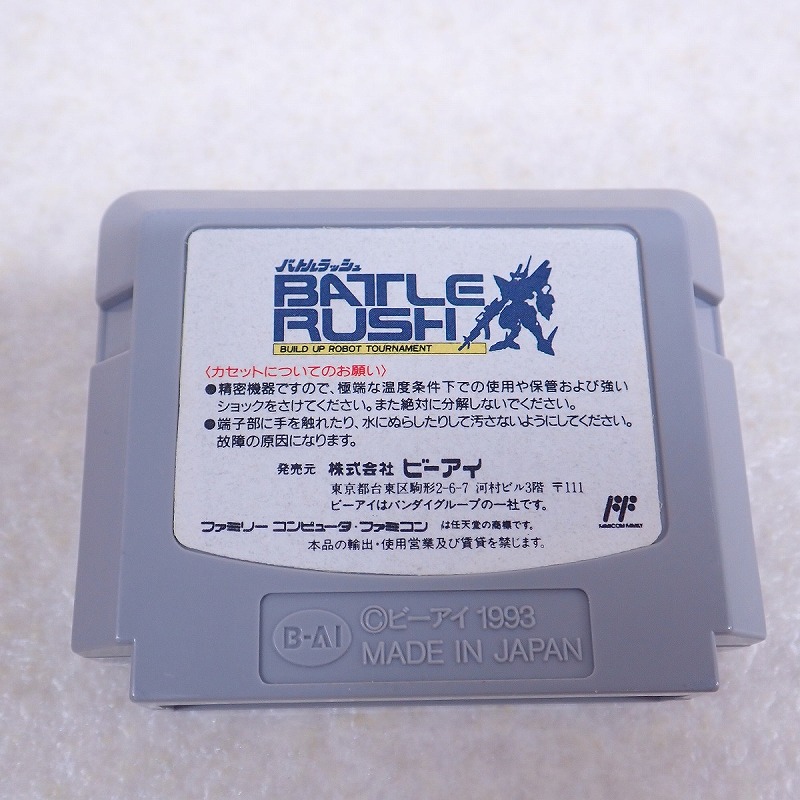 バトルラッシュ
BATTLE
RUSH
BUILD UP ROBOT TOURNAMENT
〈カセットについてのお願い〉
●精密機器ですので、極端な温度条件下での使用や保管および強い
ショックをさけてください。また絶対に分解しないでください。
●端子部に手を触れたり、水にぬらしたりして汚さないようにしてください。
故障の原因になります。
発売元 株式会社 ビーアイ
東京都台東区駒形2-6-7 河村ビル3階 〒111
ビーアイはバンダイグループの一社です。
FF
FAMICOM FAMILY
ファミリー コンピュータ・ファミコン は任天堂の商標です。
本品の輸出・使用営業及び賃貸を禁じます。
B-AI
©ビーアイ 1993
MADE IN JAPAN